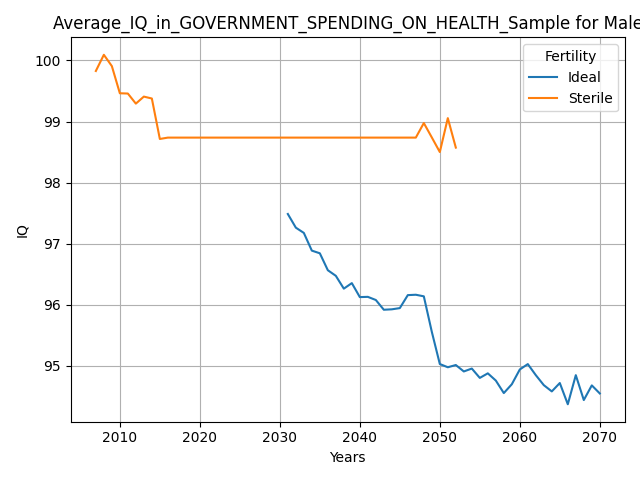 Average_IQ_in_GOVERNMENT_SPENDING_ON_HEALTH_Sample for Male
Fertility
Ideal
Sterile
IQ
100
99
98
97
96
95
2010 2020 2030 2040 2050 2060 2070
Years